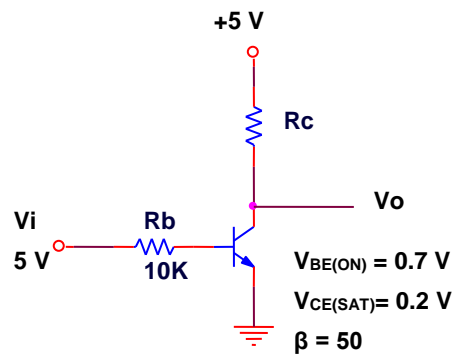 +5 V
Rc
Vo
Vi
5 V
Rb
10K
VBE(ON) = 0.7 V
VCE(SAT)= 0.2 V
β = 50